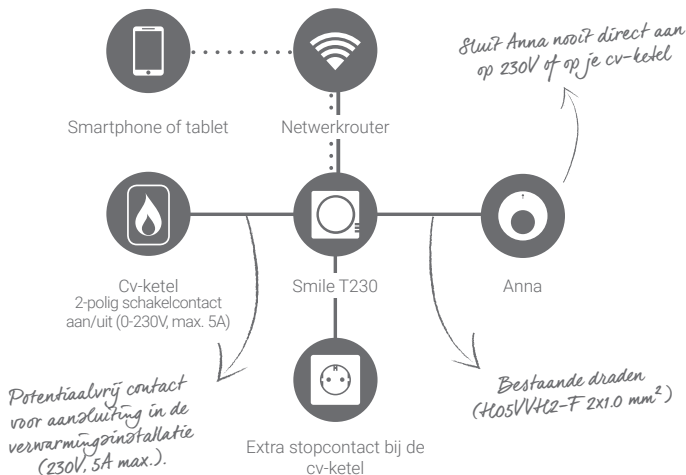 Sluit Anna nooit direct aan
op 230V of op je cv-ketel
Smartphone of tablet
Netwerkrouter
Cv-ketel
2-polig schakelcontact
aan/uit (0-230V, max. 5A)
Smile T230
Anna
Potentiaalvrij contact
voor aansluiting in de
verwarmingsinstallatie
(230V, 5A max.).
Bestaande draden
(H05VVH2-F 2x1.0 mm²)
Extra stopcontact bij de
cv-ketel